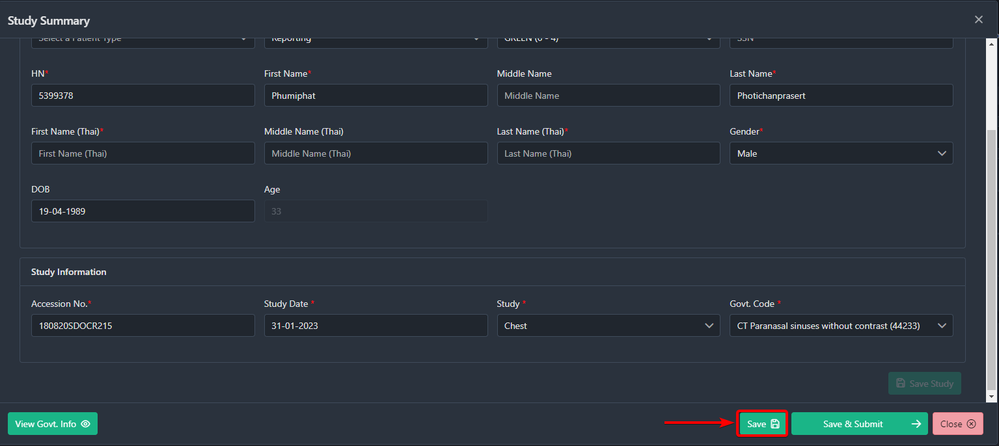 Study Summary
Select a Patient Type Reporting GREEN (0 - 4) SSN
HN* First Name* Middle Name Last Name*
5399378 Phumiphat Middle Name Photichanprasert
First Name (Thai)* Middle Name (Thai) Last Name (Thai)* Gender*
First Name (Thai) Middle Name (Thai) Last Name (Thai) Male
DOB Age
19-04-1989 33
Study Information
Accession No.* Study Date * Study * Govt. Code *
180820SDOCR215 31-01-2023 Chest CT Paranasal sinuses without contrast (44233)
Save Study
View Govt. Info Save Save & Submit Close